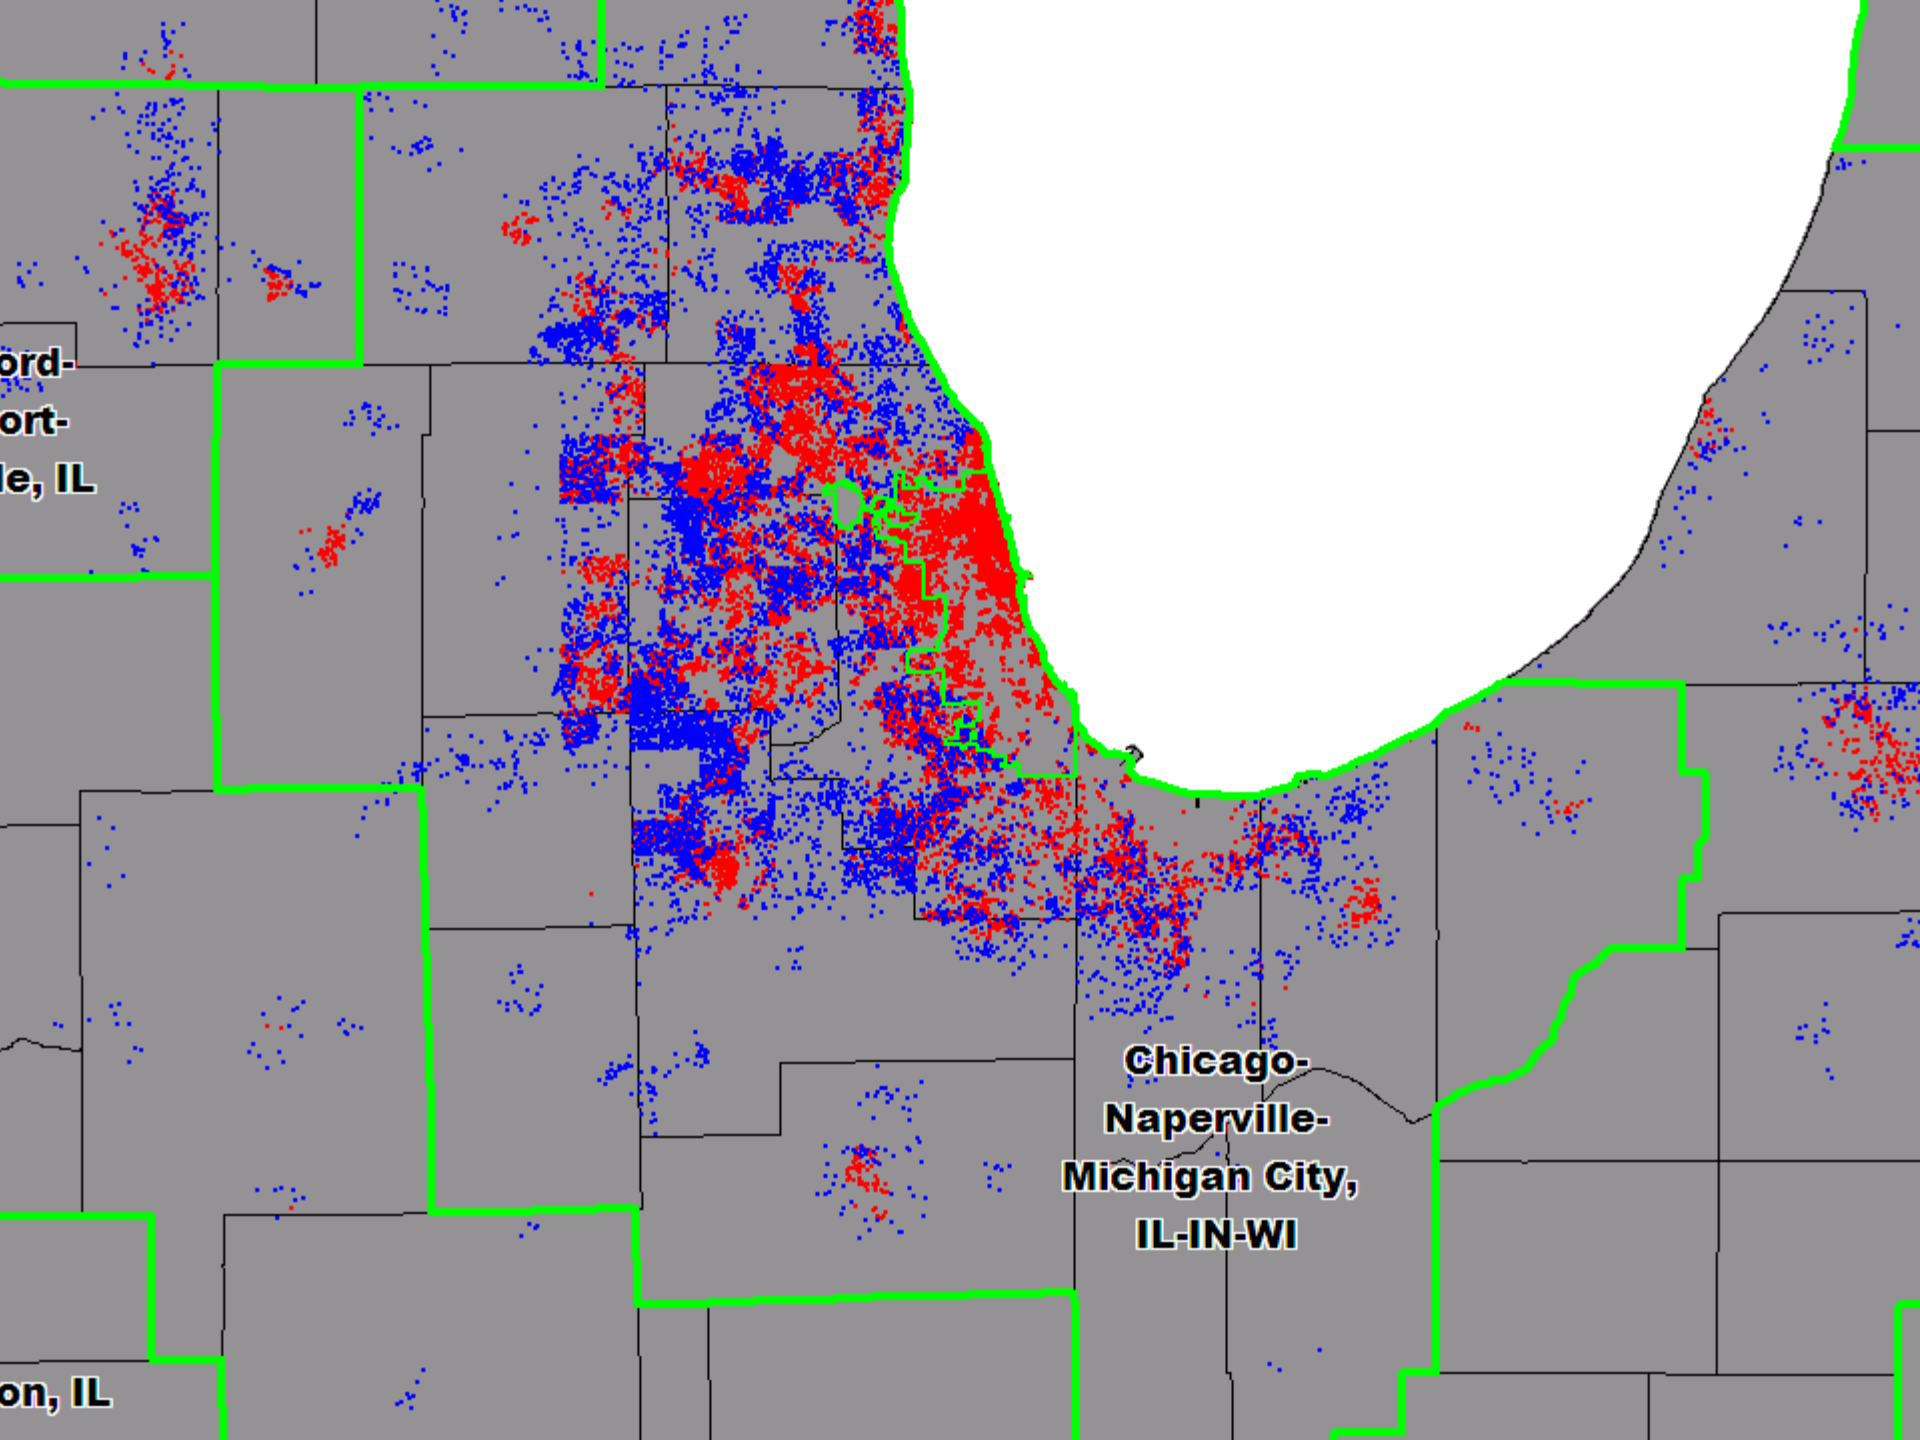 ord-
ort-
le, IL
Chicago-
Naperville-
Michigan City,
IL-IN-WI
on, IL